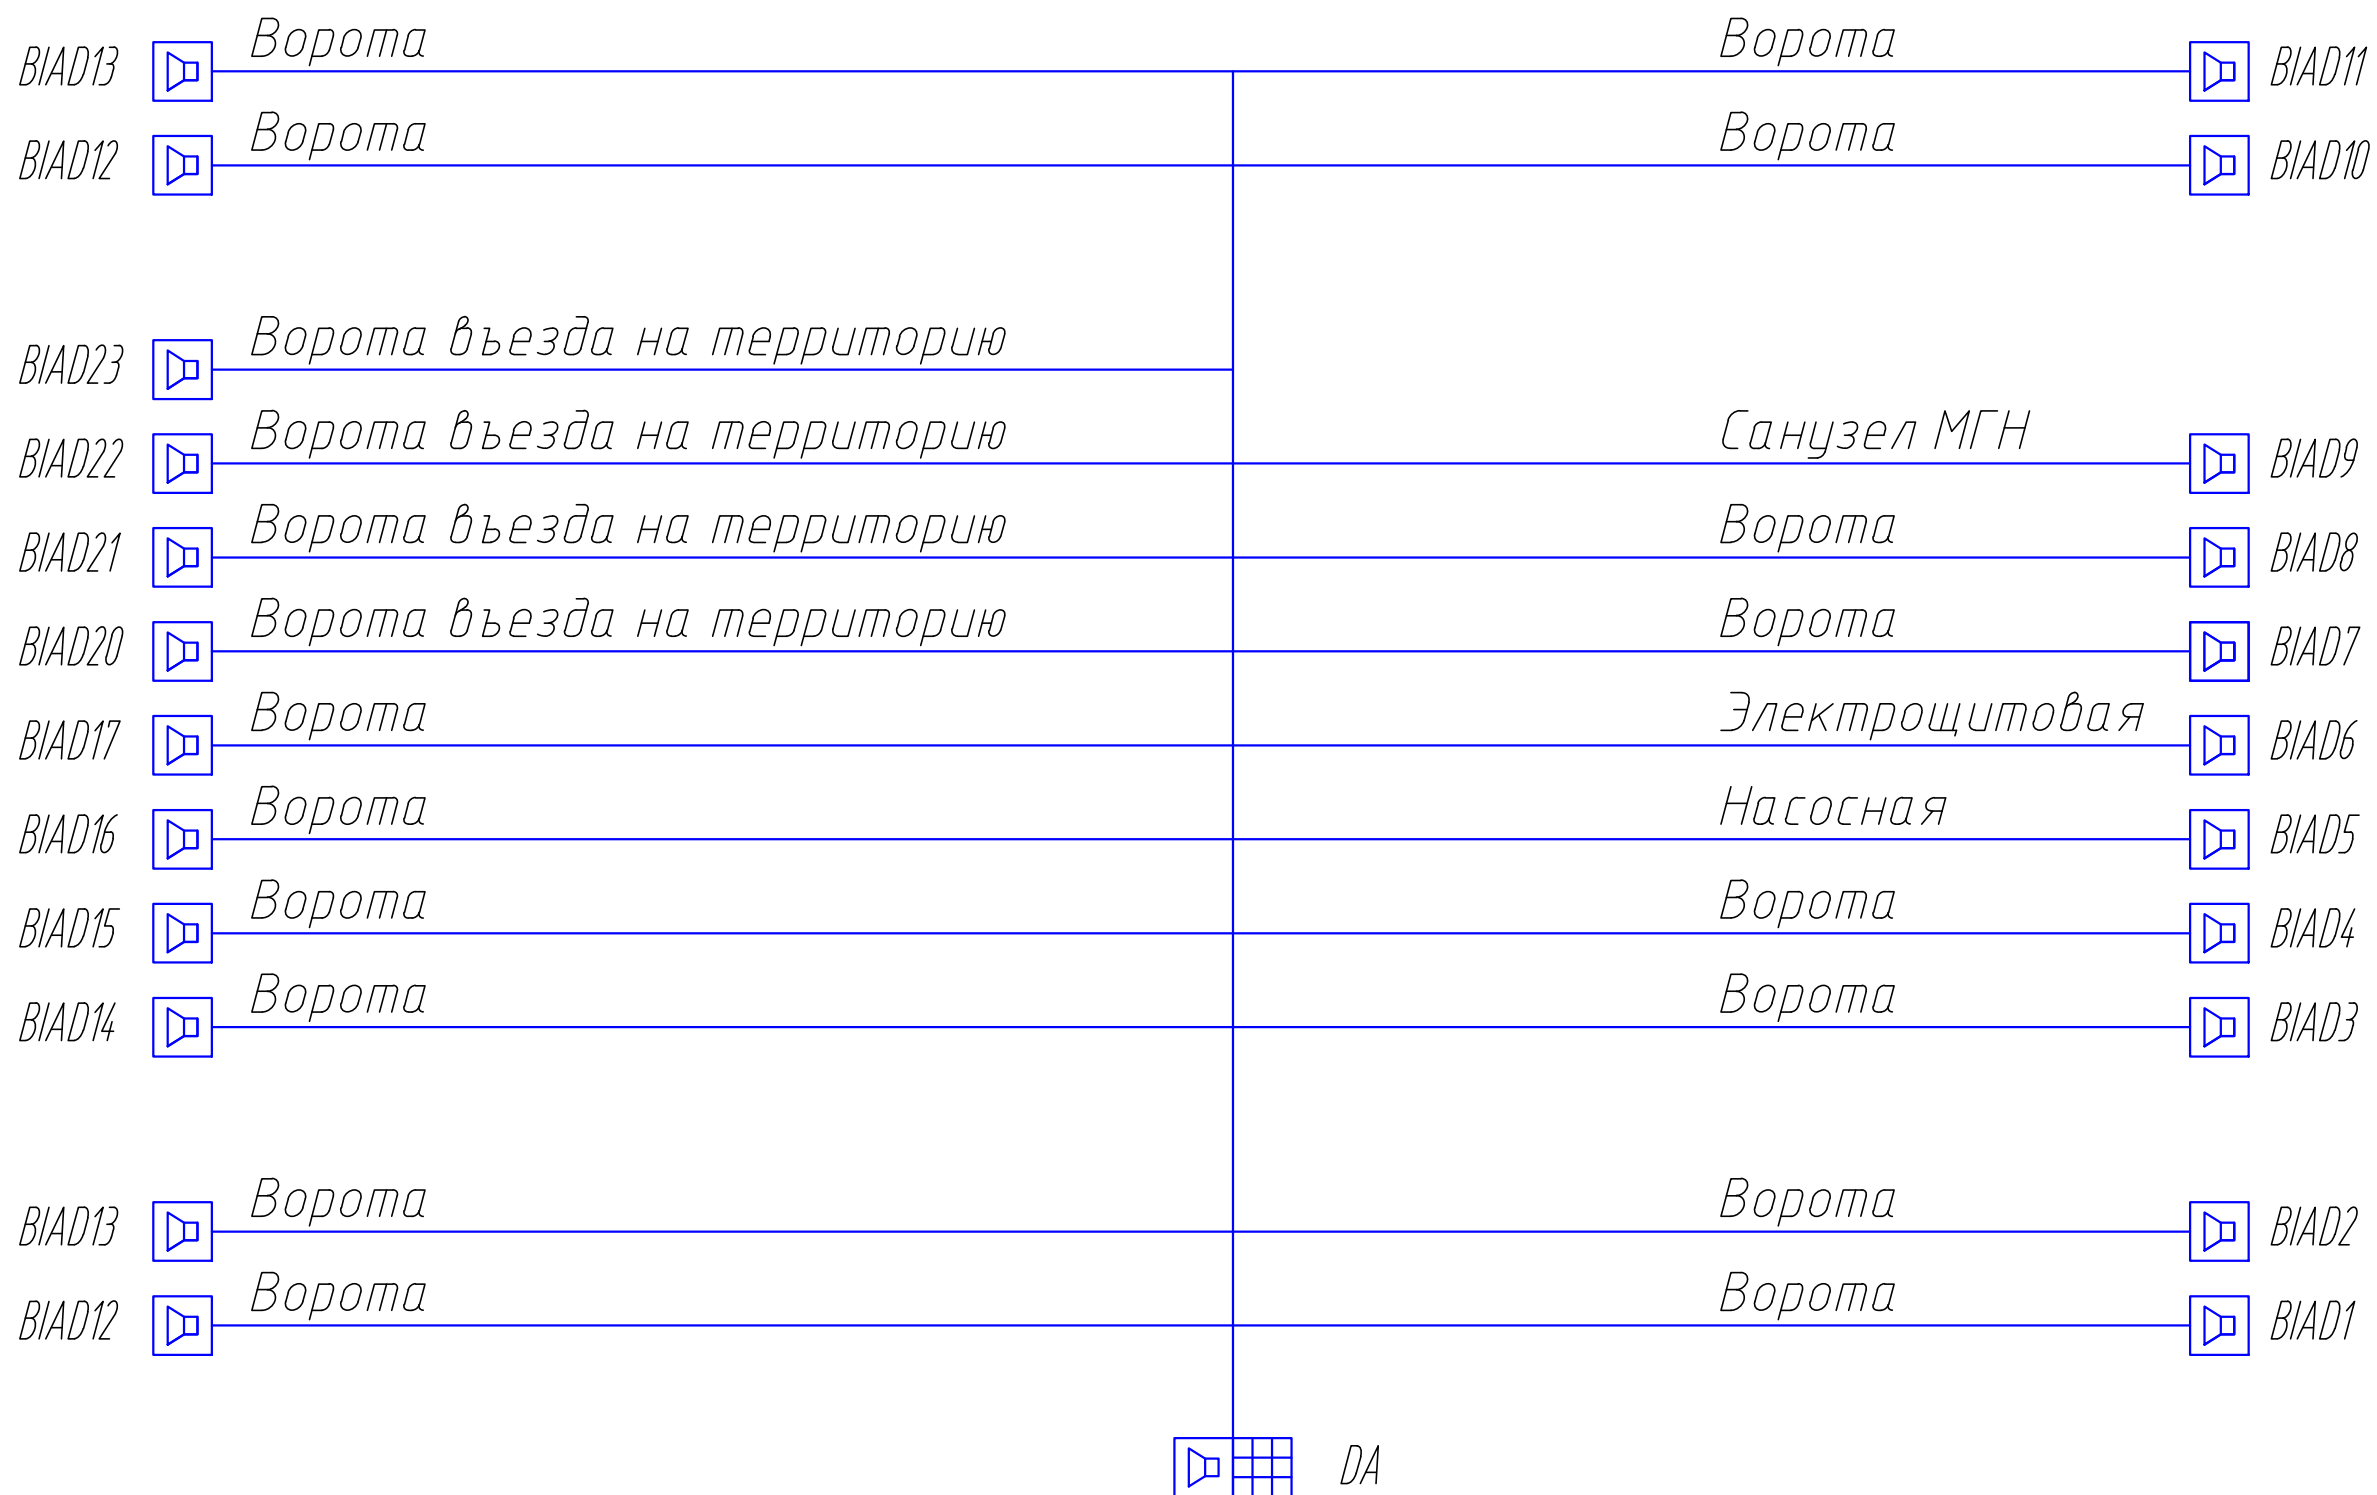 BIAD13 Ворота Ворота BIAD11
BIAD12 Ворота Ворота BIAD10
BIAD23 Ворота въезда на территорию
BIAD22 Ворота въезда на территорию Санузел МГН BIAD9
BIAD21 Ворота въезда на территорию Ворота BIAD8
BIAD20 Ворота въезда на территорию Ворота BIAD7
BIAD17 Ворота Электрощитовая BIAD6
BIAD16 Ворота Насосная BIAD5
BIAD15 Ворота Ворота BIAD4
BIAD14 Ворота Ворота BIAD3
BIAD13 Ворота Ворота BIAD2
BIAD12 Ворота Ворота BIAD1
DA